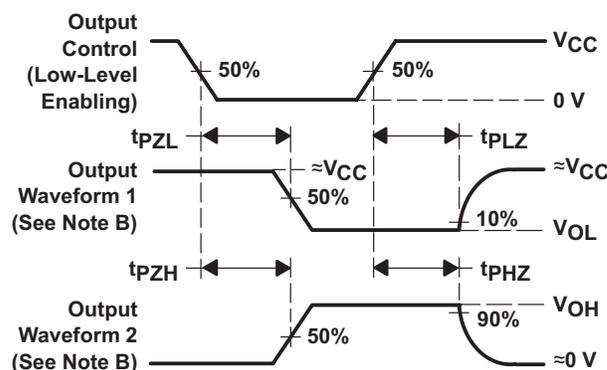 Output
Control
(Low-Level
Enabling)
50%
50%
VCC
0 V
tPZL
tPLZ
Output
Waveform 1
(See Note B)
≈VCC
50%
≈VCC
10%
VOL
tPZH
tPHZ
Output
Waveform 2
(See Note B)
50%
VOH
90%
≈0 V